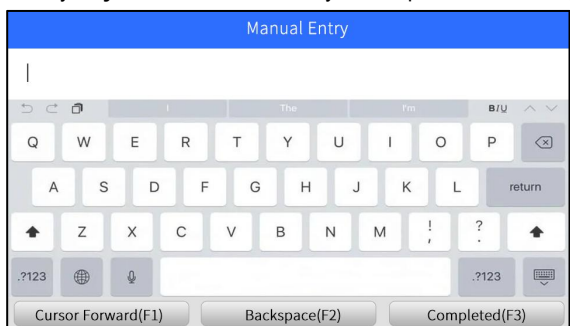 Manual Entry
I The I'm B I U
Q W E R T Y U I O P
A S D F G H J K L return
Z X C V B N M ! , ? .
.?123 .?123
Cursor Forward(F1) Backspace(F2) Completed(F3)